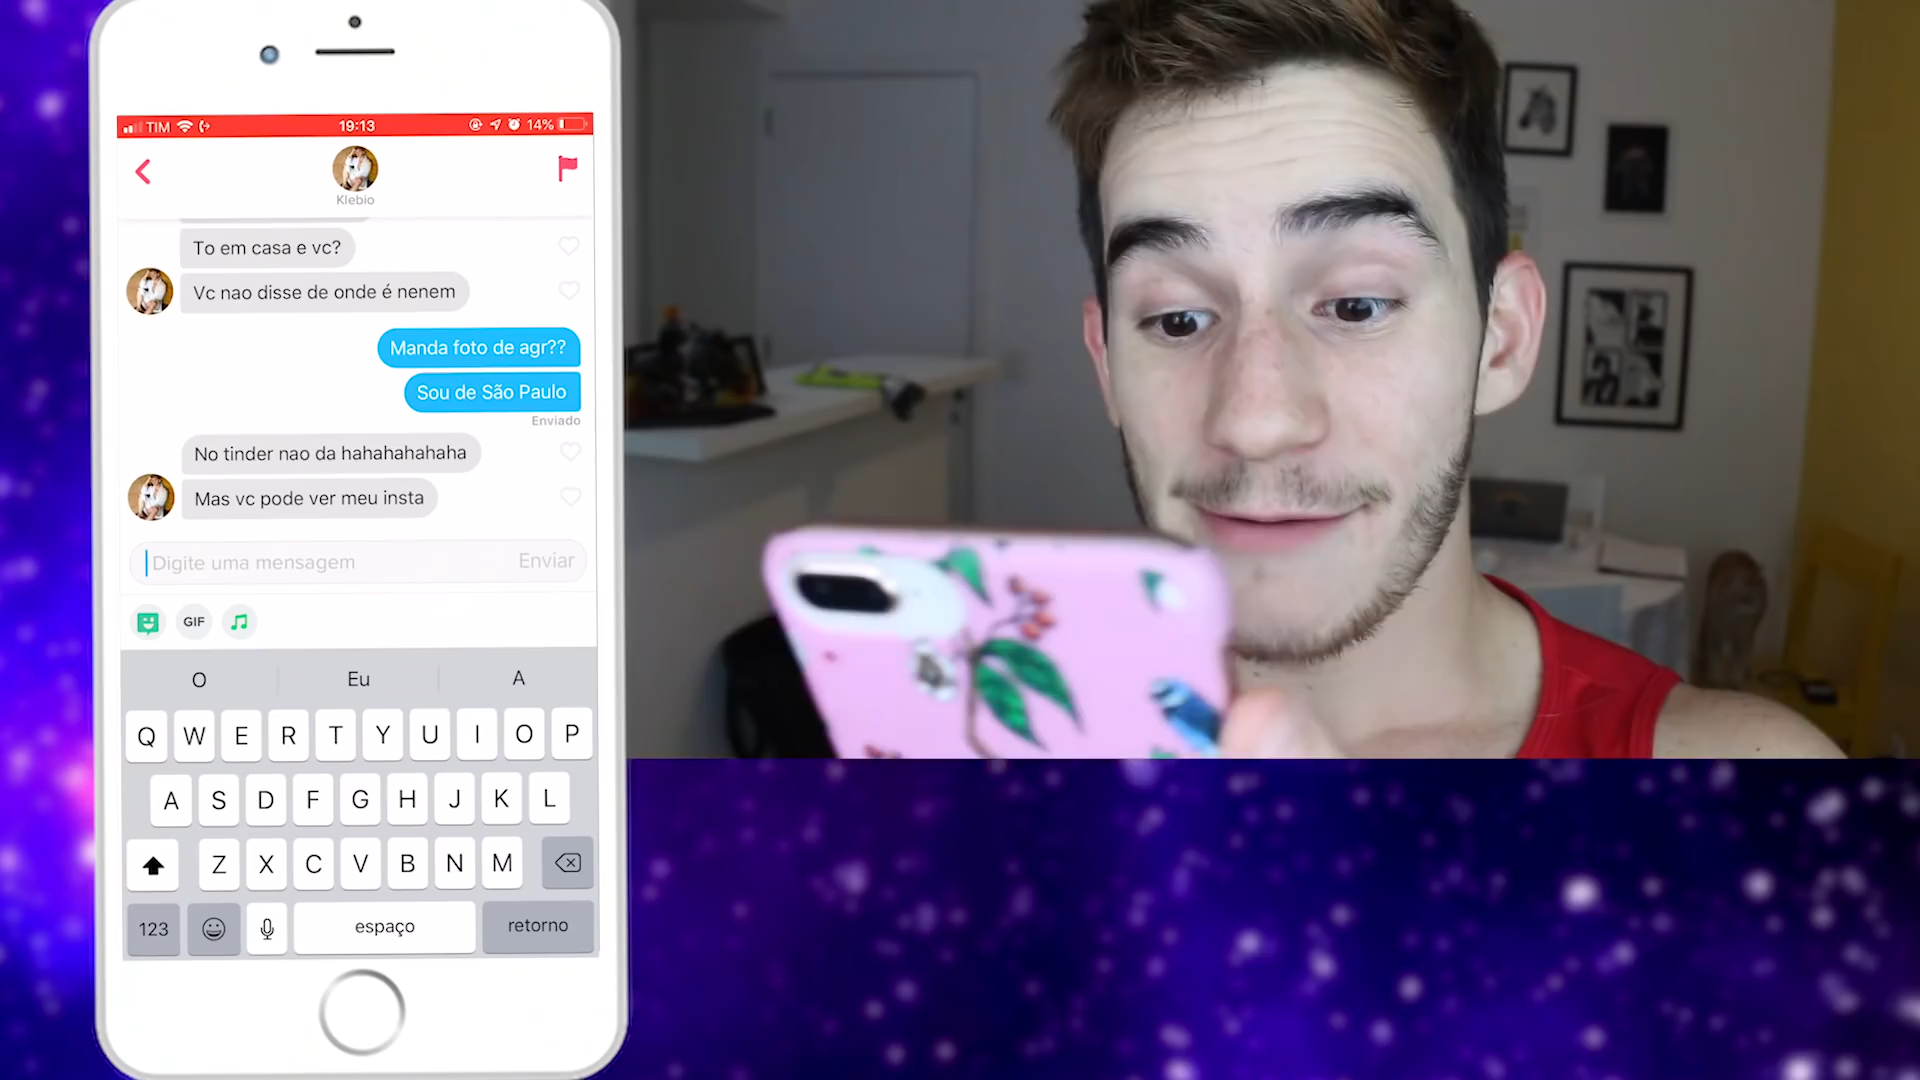 TIM 19:13 14%
Klebio
To em casa e vc?
Vc nao disse de onde é nenem
Manda foto de agr??
Sou de São Paulo
Enviado
No tinder nao da hahahahahaha
Mas vc pode ver meu insta
Digite uma mensagem Enviar
GIF
O Eu A
Q W E R T Y U I O P
A S D F G H J K L
Z X C V B N M
123 espaço retorno